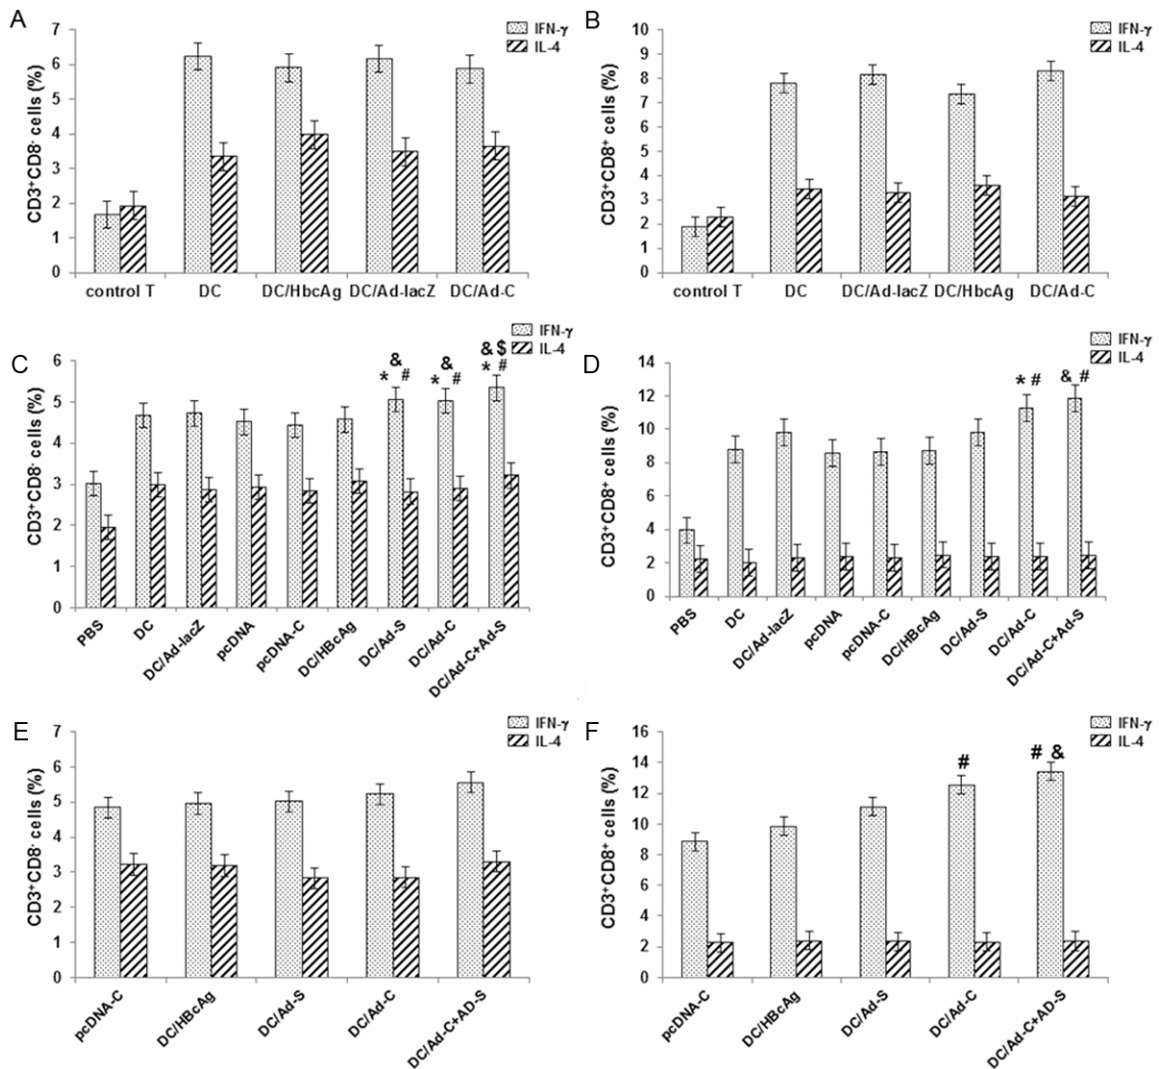 A
CD3⁺CD8⁻ cells (%)
7
6
5
4
3
2
1
0
IFN-γ
IL-4
control T DC DC/HbcAg DC/Ad-lacZ DC/Ad-C
B
CD3⁺CD8⁺ cells (%)
10
9
8
7
6
5
4
3
2
1
0
IFN-γ
IL-4
control T DC DC/Ad-lacZ DC/HbcAg DC/Ad-C
C
CD3⁺CD8⁻ cells (%)
6
5
4
3
2
1
0
IFN-γ
IL-4
&
* #
&
* #
& $
* #
PBS
DC
DC/Ad-lacZ
pcDNA
pcDNA-C
DC/HBcAg
DC/Ad-S
DC/Ad-C
DC/Ad-C+Ad-S
D
CD3⁺CD8⁺ cells (%)
14
12
10
8
6
4
2
0
IFN-γ
IL-4
* #
& #
PBS
DC
DC/Ad-lacZ
pcDNA
pcDNA-C
DC/HBcAg
DC/Ad-S
DC/Ad-C
DC/Ad-C+Ad-S
E
CD3⁺CD8⁻ cells (%)
7
6
5
4
3
2
1
0
IFN-γ
IL-4
pcDNA-C
DC/HBcAg
DC/Ad-S
DC/Ad-C
DC/Ad-C+AD-S
F
CD3⁺CD8⁺ cells (%)
16
14
12
10
8
6
4
2
0
IFN-γ
IL-4
#
# &
pcDNA-C
DC/HBcAg
DC/Ad-S
DC/Ad-C
DC/Ad-C+AD-S